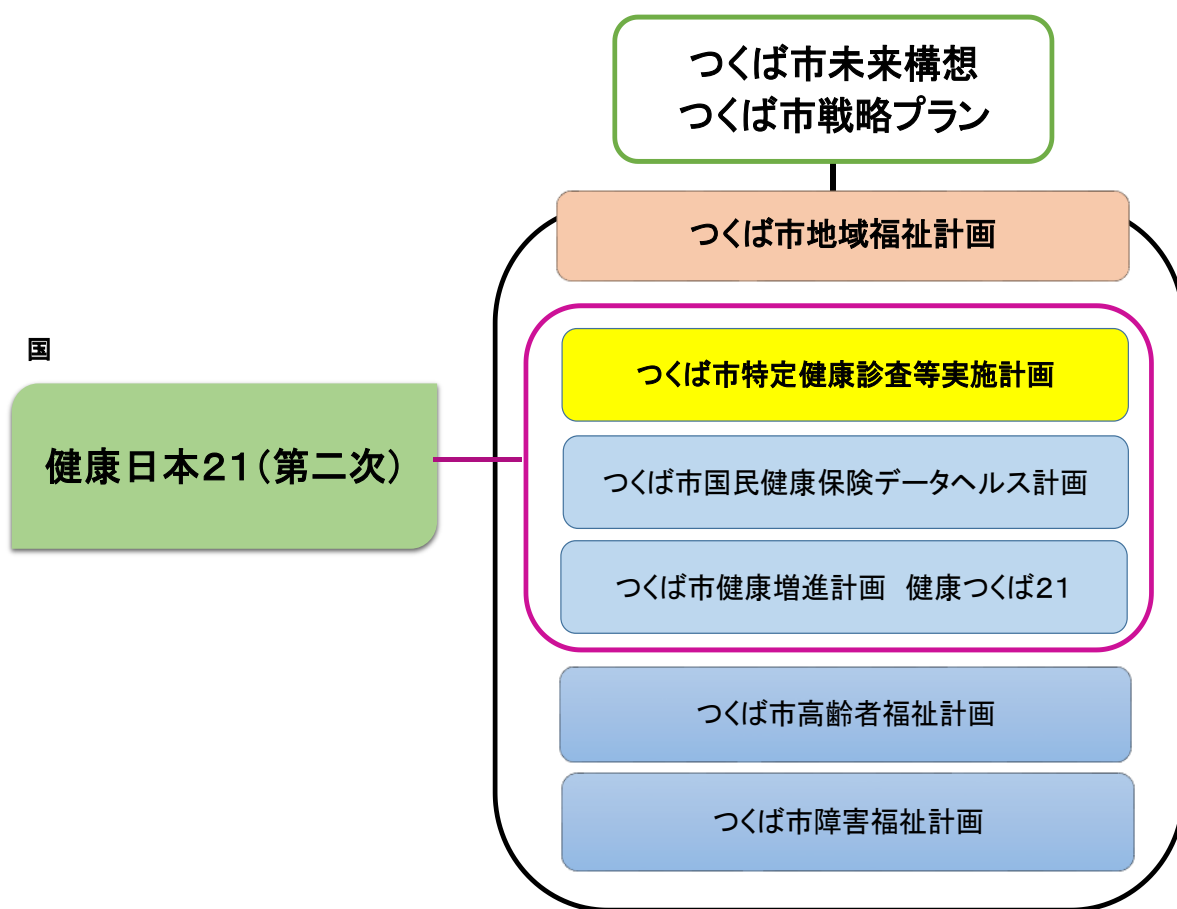 つくば市未来構想
つくば市戦略プラン
つくば市地域福祉計画
国
健康日本21(第二次)
つくば市特定健康診査等実施計画
つくば市国民健康保険データヘルス計画
つくば市健康増進計画　健康つくば21
つくば市高齢者福祉計画
つくば市障害福祉計画